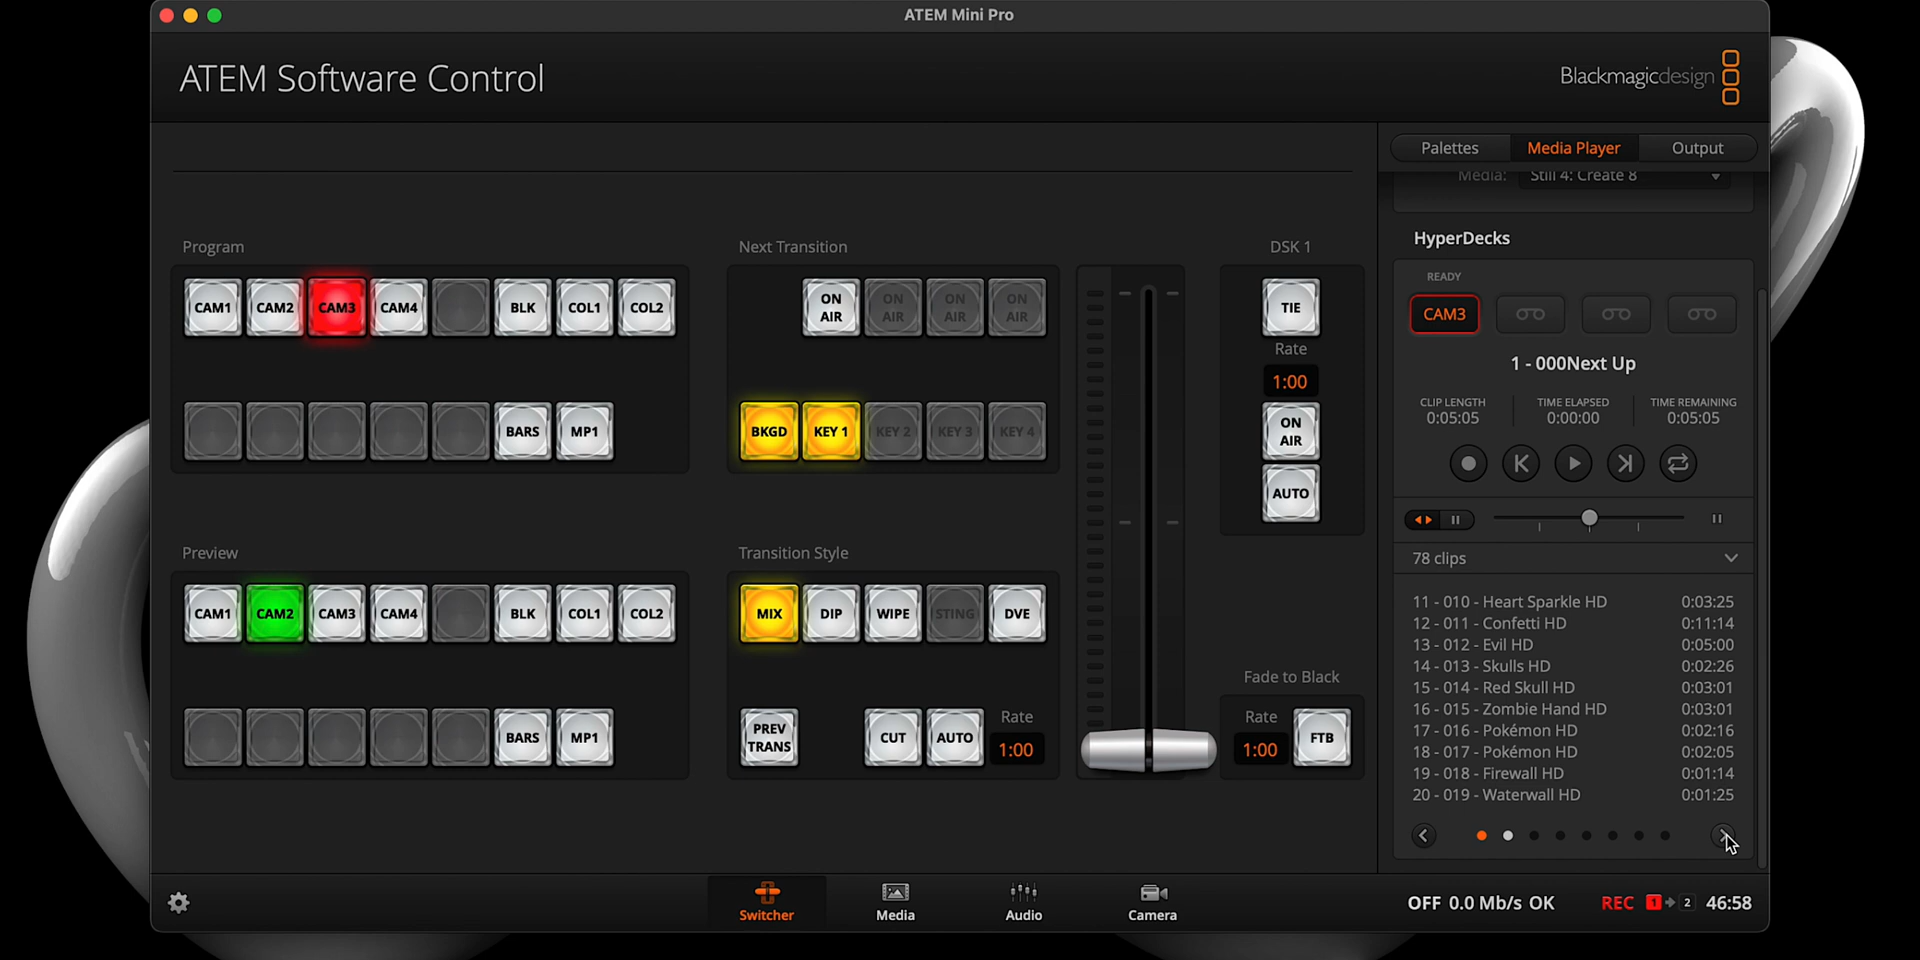 ATEM Mini Pro
ATEM Software Control
Blackmagicdesign
Palettes
Media Player
Output
Media:
Still 4: Create 8
HyperDecks
READY
CAM3
1 - 000Next Up
CLIP LENGTH
0:05:05
TIME ELAPSED
0:00:00
TIME REMAINING
0:05:05
78 clips
11 - 010 - Heart Sparkle HD 0:03:25
12 - 011 - Confetti HD 0:11:14
13 - 012 - Evil HD 0:05:00
14 - 013 - Skulls HD 0:02:26
15 - 014 - Red Skull HD 0:03:01
16 - 015 - Zombie Hand HD 0:03:01
17 - 016 - Pokémon HD 0:02:16
18 - 017 - Pokémon HD 0:02:05
19 - 018 - Firewall HD 0:01:14
20 - 019 - Waterwall HD 0:01:25
Program
CAM1 CAM2 CAM3 CAM4 BLK COL1 COL2
BARS MP1
Next Transition
ON AIR
ON AIR
ON AIR
ON AIR
BKGD KEY 1 KEY 2 KEY 3 KEY 4
DSK 1
TIE
Rate
1:00
ON AIR
AUTO
Preview
CAM1 CAM2 CAM3 CAM4 BLK COL1 COL2
BARS MP1
Transition Style
MIX DIP WIPE STING DVE
PREV TRANS
CUT AUTO
Rate
1:00
Fade to Black
Rate
1:00
FTB
Switcher
Media
Audio
Camera
OFF 0.0 Mb/s OK
REC 1 2 46:58